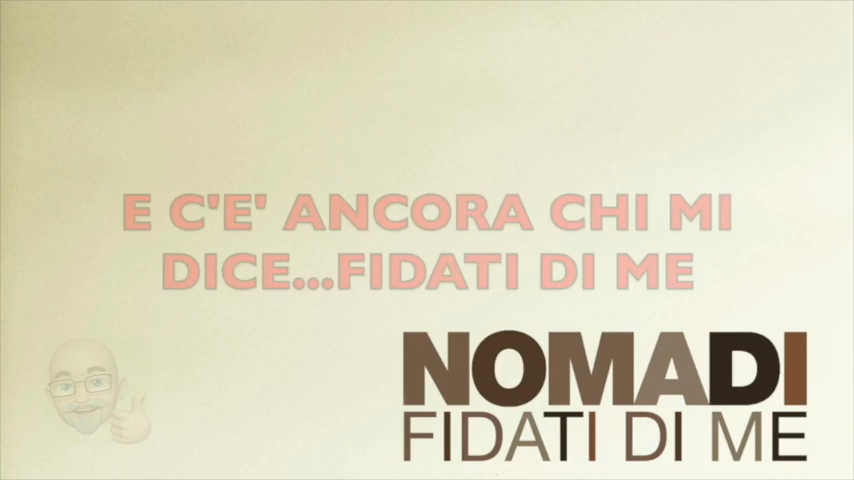 E C'E' ANCORA CHI MI
DICE...FIDATI DI ME
NOMADI
FIDATI DI ME